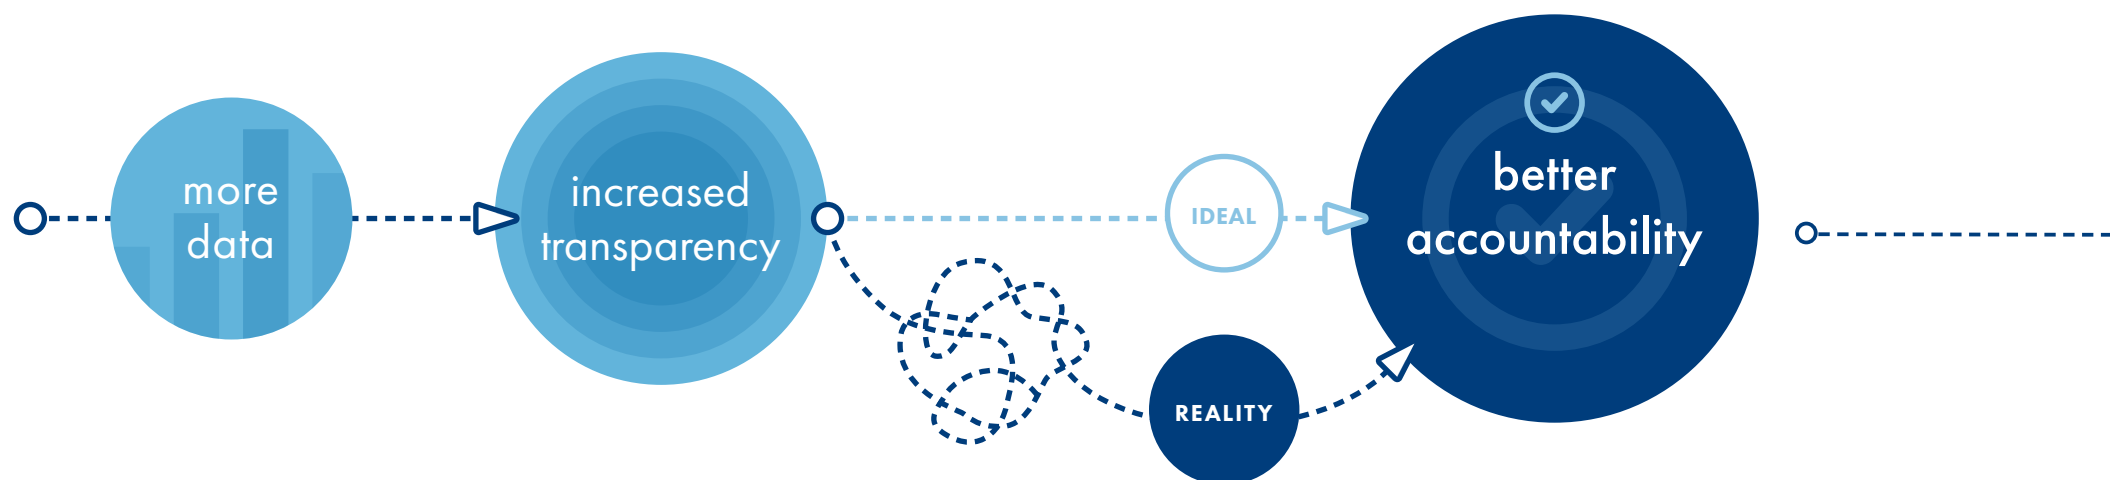 more
data
increased
transparency
IDEAL
REALITY
better
accountability